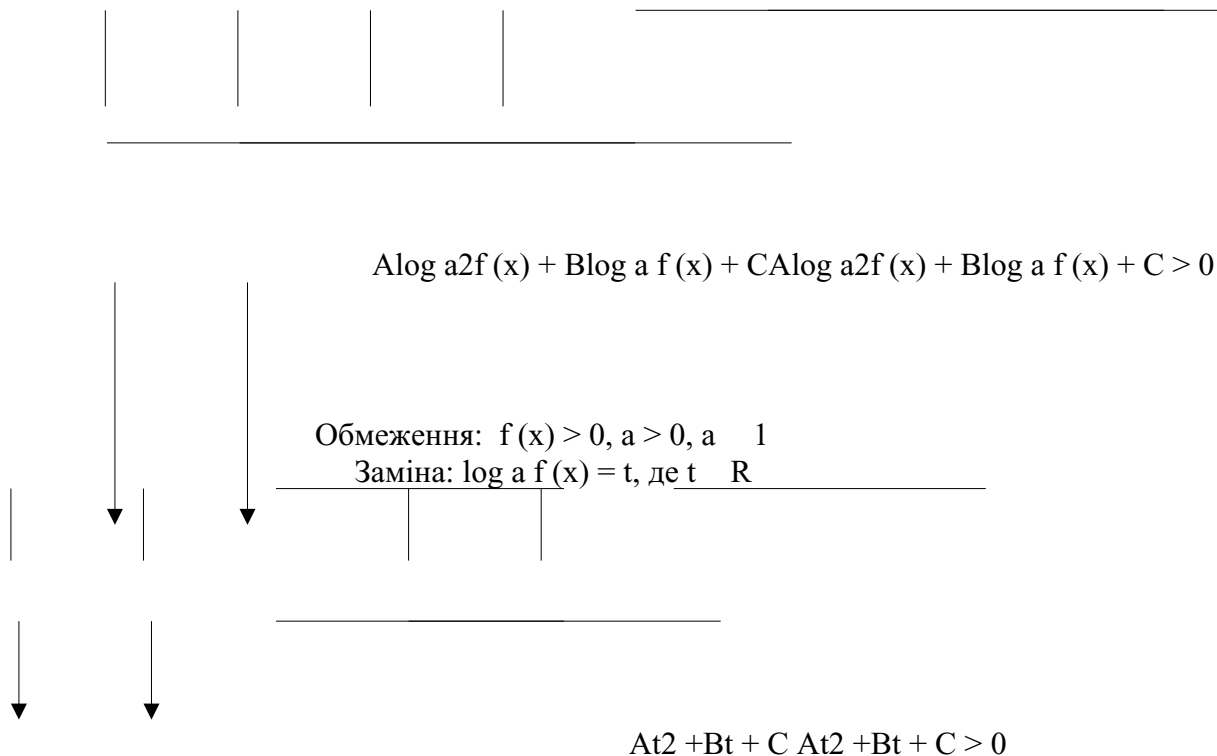 Alog a2f (x) + Blog a f (x) + CAlog a2f (x) + Blog a f (x) + C > 0
Обмеження: f (x) > 0, a > 0, a 1
Заміна: log a f (x) = t, де t R
At2 +Bt + C At2 +Bt + C > 0